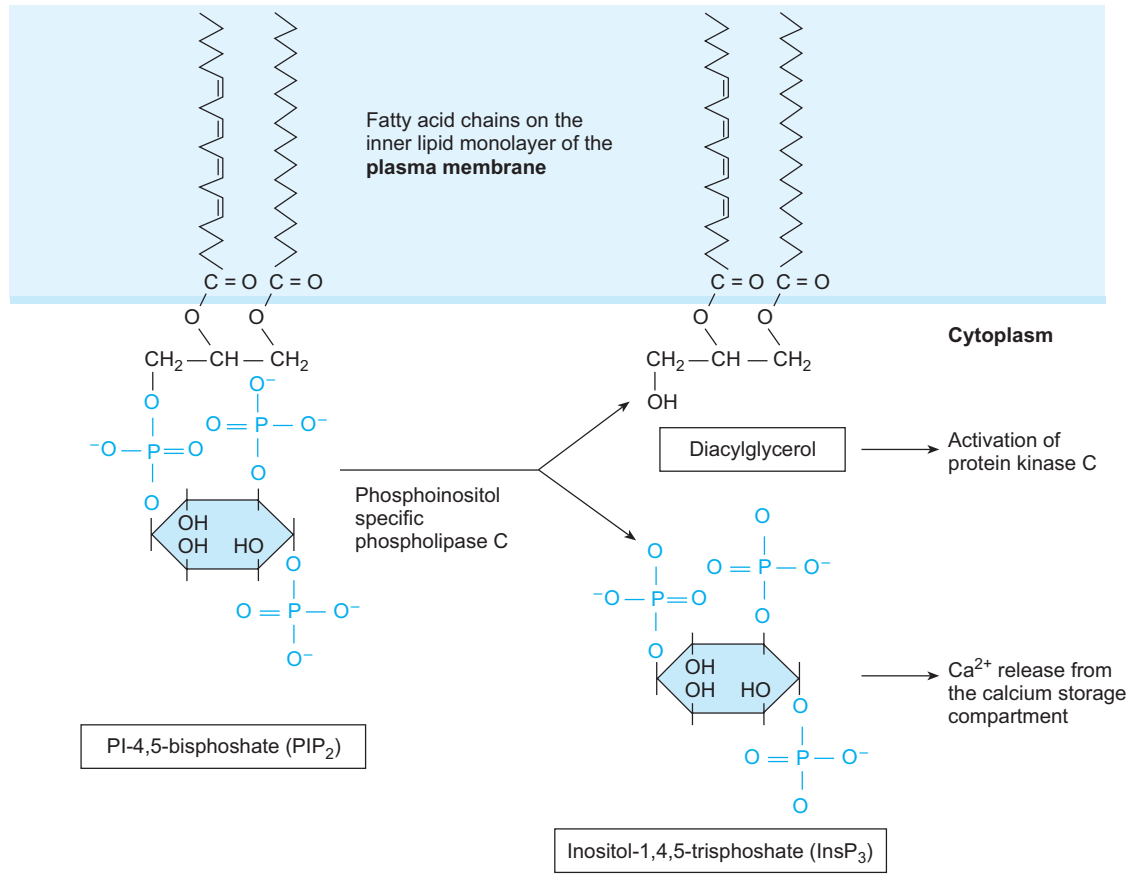 Fatty acid chains on the
inner lipid monolayer of the
plasma membrane
C = O C = O
C = O C = O
O O
O O
Cytoplasm
CH2—CH — CH2
CH2—CH — CH2
O
O−
OH
O = P — O−
−O — P = O
Diacylglycerol
Activation of
protein kinase C
O
O
Phosphoinositol
specific
phospholipase C
OH
OH HO
O
O = P — O−
O−
O
O
O = P — O−
−O — P = O
O
O
OH
OH HO
O
O = P — O−
O
Ca2+ release from
the calcium storage
compartment
PI-4,5-bisphoshate (PIP2)
Inositol-1,4,5-trisphoshate (InsP3)